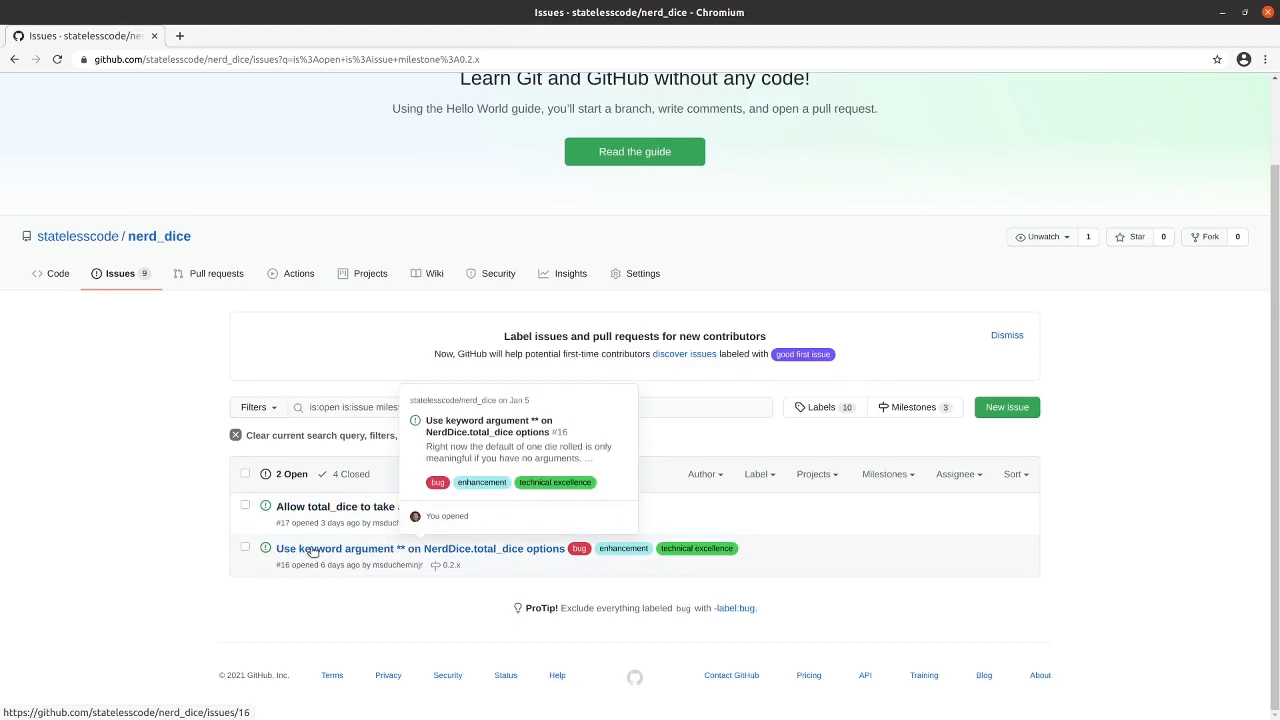 Issues · statelesscode/nerd_dice - Chromium
Issues · statelesscode/ner
github.com/statelesscode/nerd_dice/issues?q=is%3Aopen+is%3Aissue+milestone%3A0.2.x
Learn Git and GitHub without any code!
Using the Hello World guide, you'll start a branch, write comments, and open a pull request.
Read the guide
statelesscode / nerd_dice
Unwatch 1 Star 0 Fork 0
Code Issues 9 Pull requests Actions Projects Wiki Security Insights Settings
Label issues and pull requests for new contributors
Dismiss
Now, GitHub will help potential first-time contributors discover issues labeled with good first issue
Filters is:open is:issue miles Labels 10 Milestones 3 New issue
statelesscode/nerd_dice on Jan 5
Use keyword argument ** on
NerdDice.total_dice options #16
Right now the default of one die rolled is only
meaningful if you have no arguments. …
bug enhancement technical excellence
You opened
Clear current search query, filters,
2 Open 4 Closed Author Label Projects Milestones Assignee Sort
Allow total_dice to take
#17 opened 3 days ago by msduch
Use keyword argument ** on NerdDice.total_dice options bug enhancement technical excellence
#16 opened 6 days ago by msducheminjr 0.2.x
ProTip! Exclude everything labeled bug with -label:bug.
© 2021 GitHub, Inc. Terms Privacy Security Status Help Contact GitHub Pricing API Training Blog About
https://github.com/statelesscode/nerd_dice/issues/16